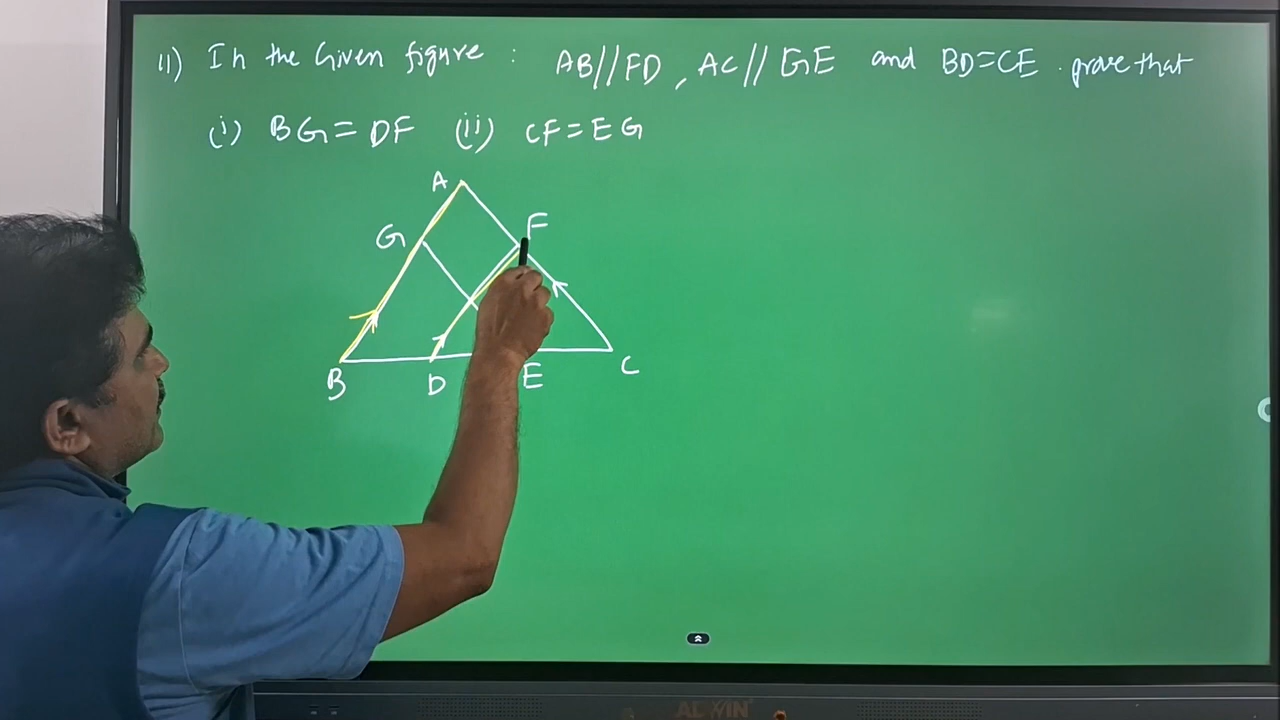 11) In the Given figure : AB//FD , AC// GE and BD=CE . prove that
(i) BG = DF (ii) CF = EG
A
F
G
B D E C